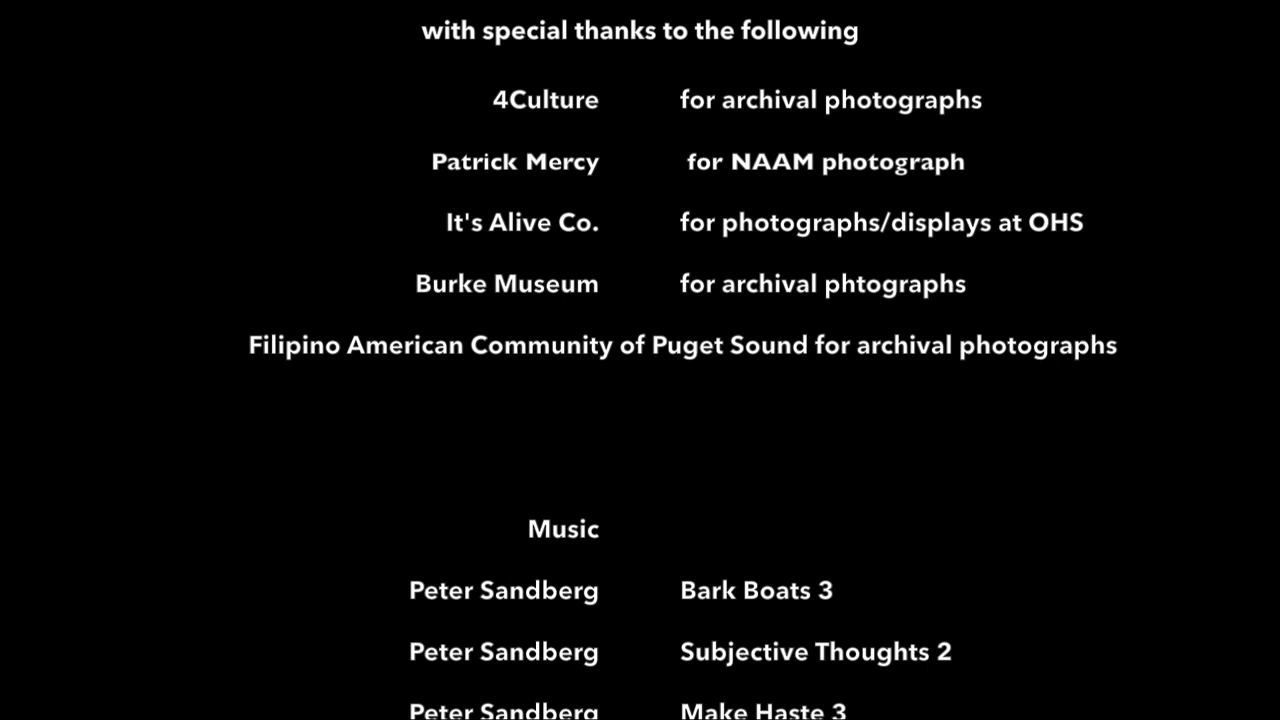 with special thanks to the following
4Culture for archival photographs
Patrick Mercy for NAAM photograph
It's Alive Co. for photographs/displays at OHS
Burke Museum for archival phtographs
Filipino American Community of Puget Sound for archival photographs
Music
Peter Sandberg Bark Boats 3
Peter Sandberg Subjective Thoughts 2
Peter Sandberg Make Haste 3